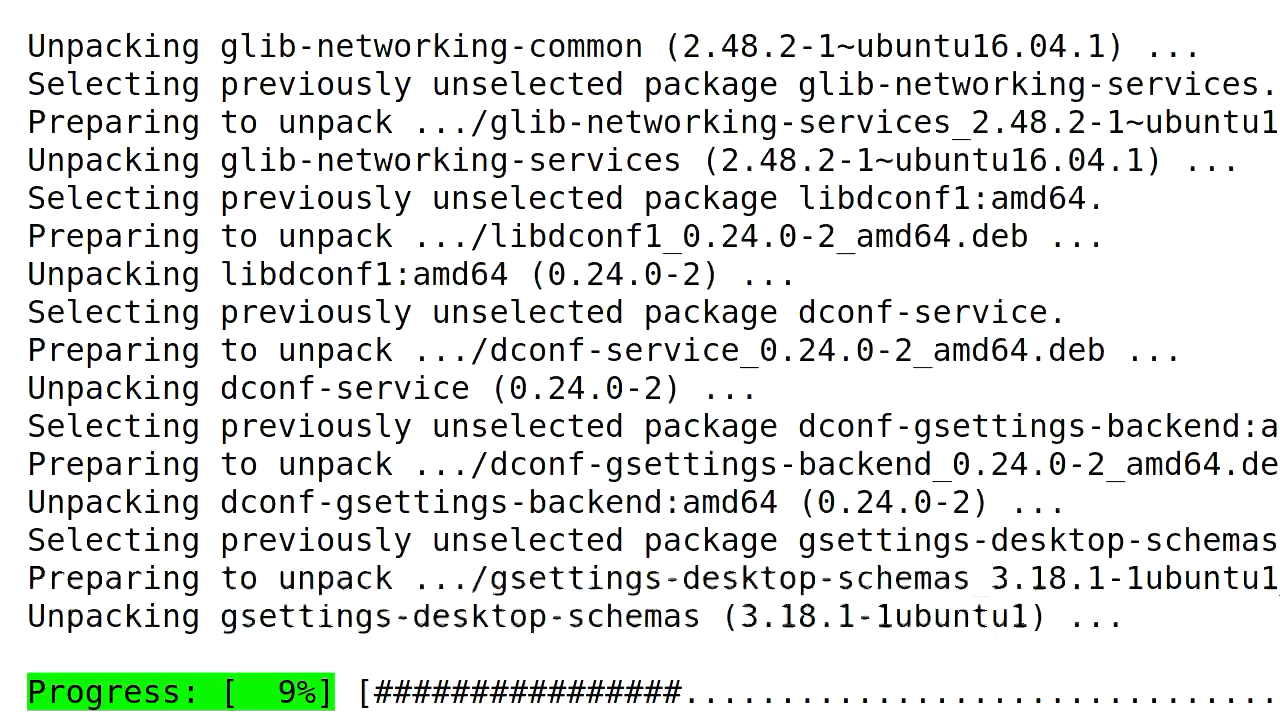 Unpacking glib-networking-common (2.48.2-1~ubuntu16.04.1) ...
Selecting previously unselected package glib-networking-services.
Preparing to unpack .../glib-networking-services_2.48.2-1~ubuntu1
Unpacking glib-networking-services (2.48.2-1~ubuntu16.04.1) ...
Selecting previously unselected package libdconf1:amd64.
Preparing to unpack .../libdconf1_0.24.0-2_amd64.deb ...
Unpacking libdconf1:amd64 (0.24.0-2) ...
Selecting previously unselected package dconf-service.
Preparing to unpack .../dconf-service_0.24.0-2_amd64.deb ...
Unpacking dconf-service (0.24.0-2) ...
Selecting previously unselected package dconf-gsettings-backend:a
Preparing to unpack .../dconf-gsettings-backend_0.24.0-2_amd64.de
Unpacking dconf-gsettings-backend:amd64 (0.24.0-2) ...
Selecting previously unselected package gsettings-desktop-schemas
Preparing to unpack .../gsettings-desktop-schemas_3.18.1-1ubuntu1_
Unpacking gsettings-desktop-schemas (3.18.1-1ubuntu1) ...
Progress: [  9%] [################...............................